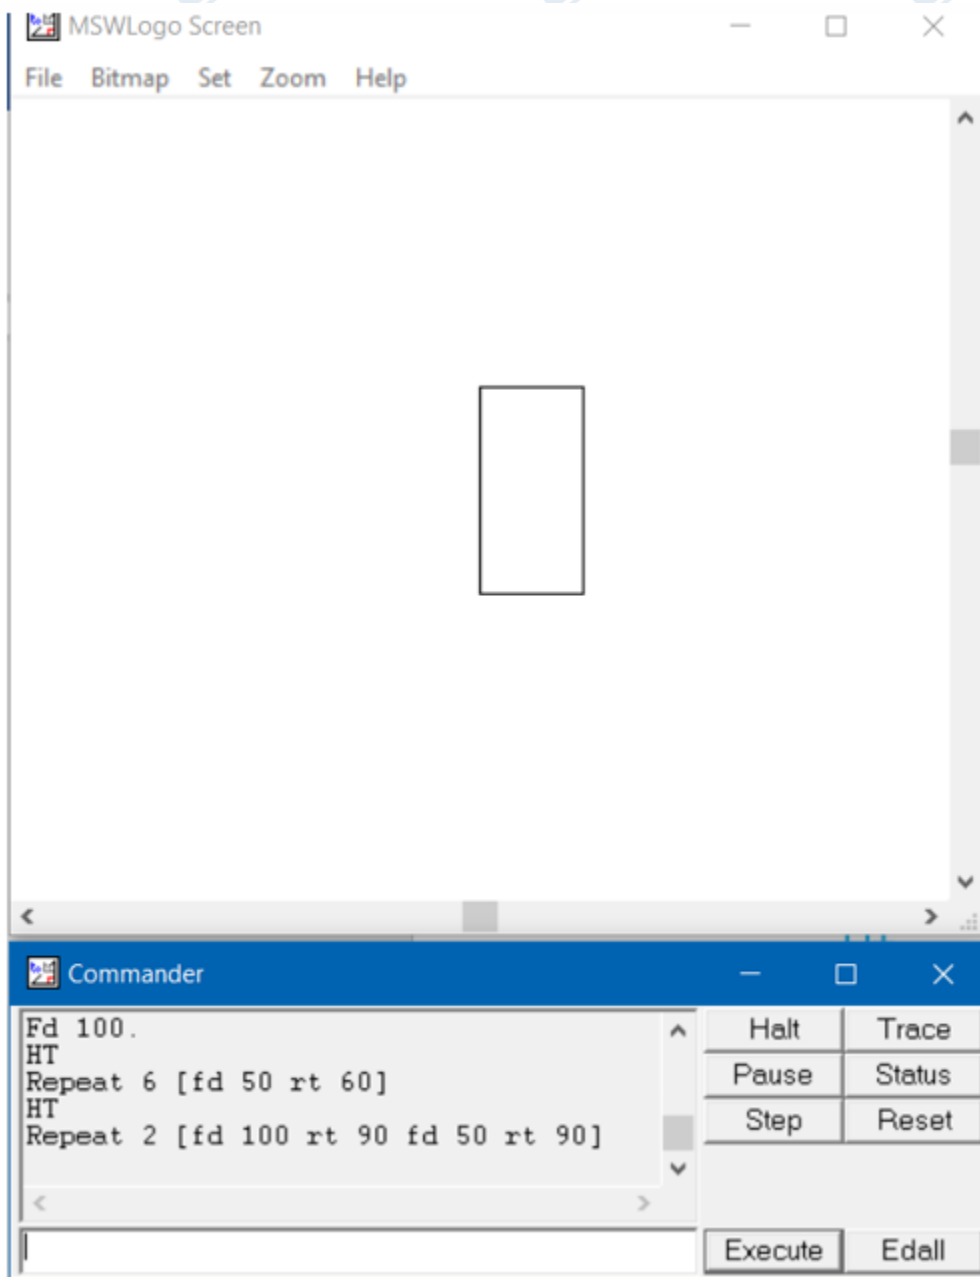 MSWLogo Screen
File Bitmap Set Zoom Help
Commander
Fd 100.
HT
Repeat 6 [fd 50 rt 60]
HT
Repeat 2 [fd 100 rt 90 fd 50 rt 90]
Halt Trace
Pause Status
Step Reset
Execute Edall